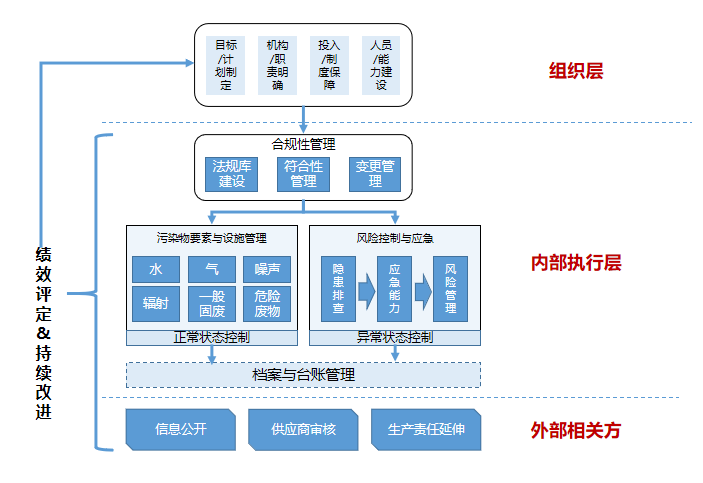 目标
/计
划制
定
机构
/职
责明
确
投入
/制
度保
障
人员
/能
力建
设
组织层
合规性管理
法规库
建设
符合性
管理
变更管
理
污染物要素与设施管理
水
气
噪声
辐射
一般
固废
危险
废物
正常状态控制
风险控制与应急
隐
患
排
查
应
急
能
力
风
险
管
理
异常状态控制
内部执行层
档案与台账管理
绩
效
评
定
&
持
续
改
进
信息公开
供应商审核
生产责任延伸
外部相关方